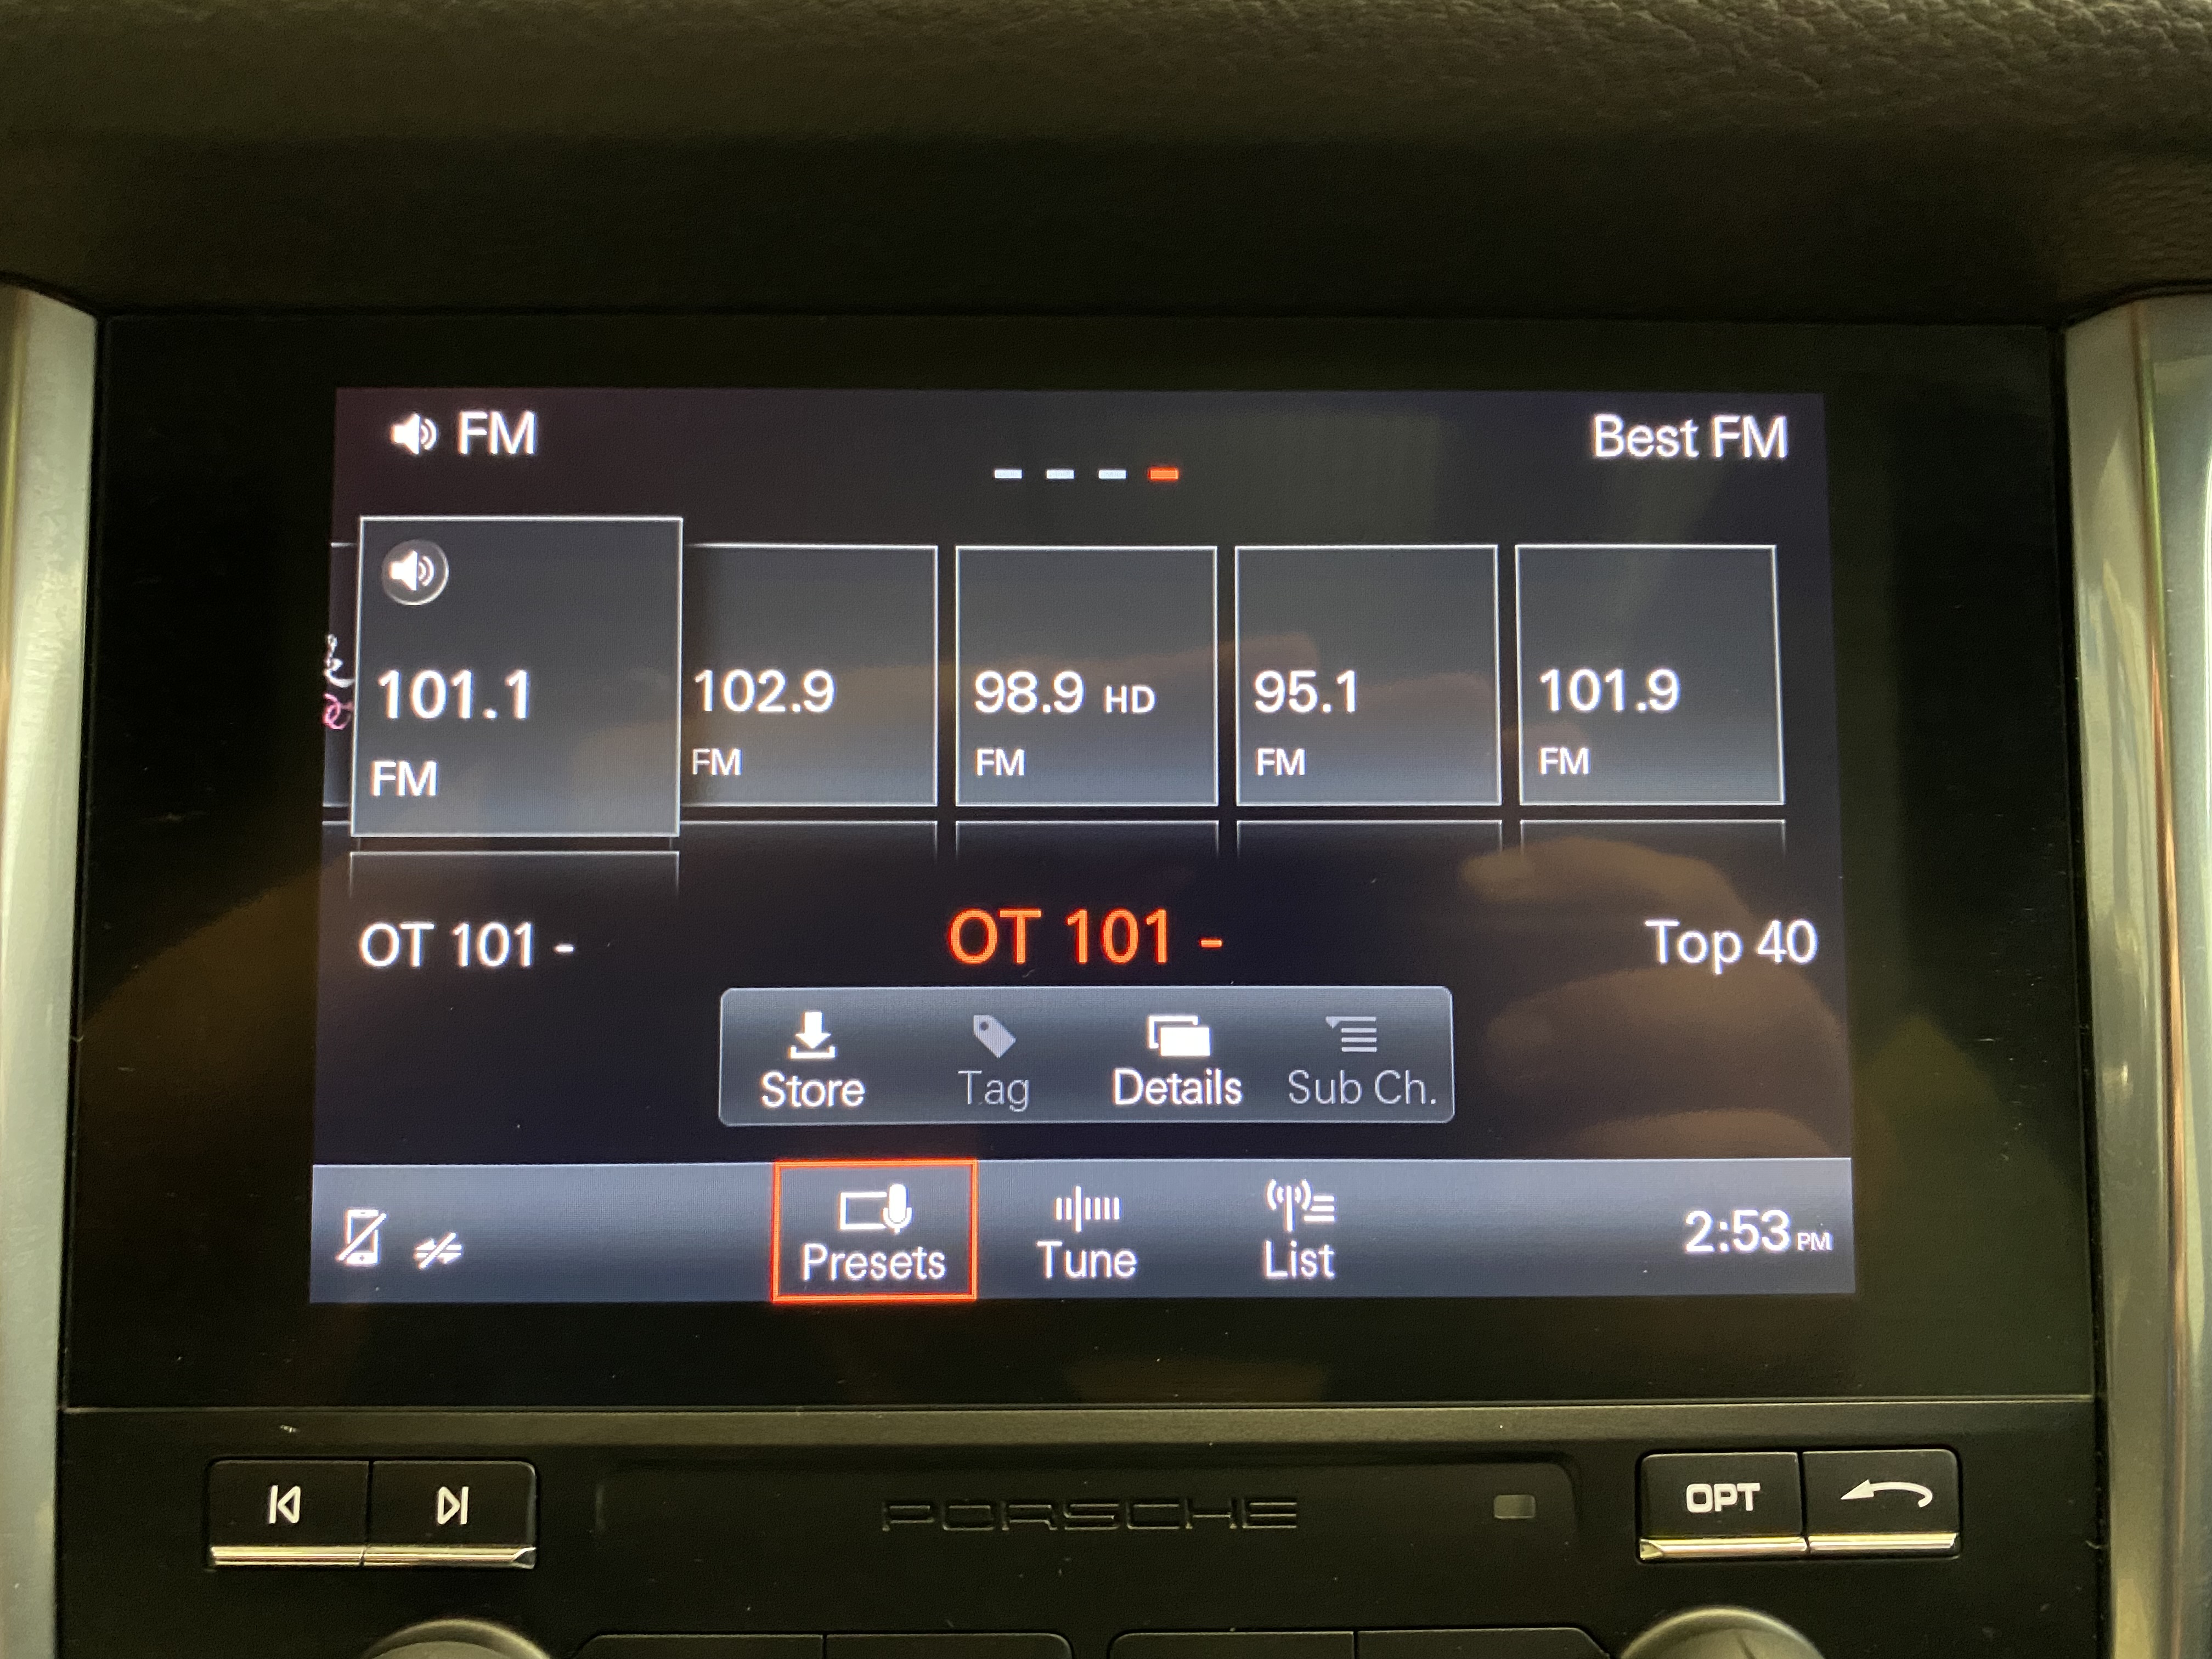 FM
Best FM
101.1
FM
102.9
FM
98.9 HD
FM
95.1
FM
101.9
FM
OT 101 -
OT 101 -
Top 40
Store
Tag
Details
Sub Ch.
Presets
Tune
List
2:53 PM
PORSCHE
OPT